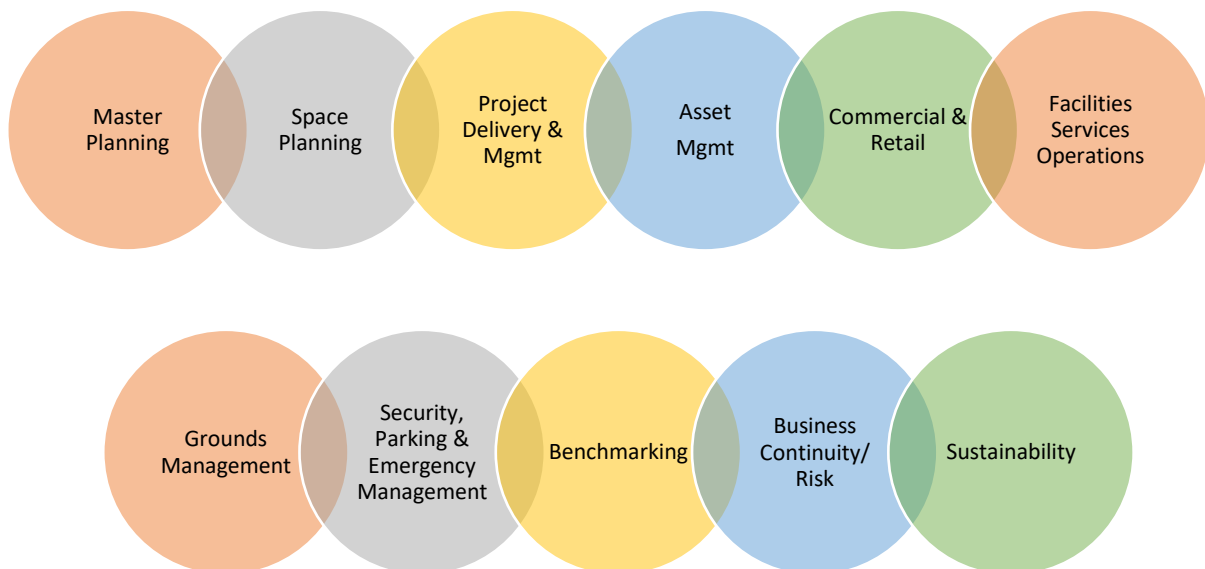 Master
Planning
Space
Planning
Project
Delivery &
Mgmt
Asset
Mgmt
Commercial &
Retail
Facilities
Services
Operations
Grounds
Management
Security,
Parking &
Emergency
Management
Benchmarking
Business
Continuity/
Risk
Sustainability